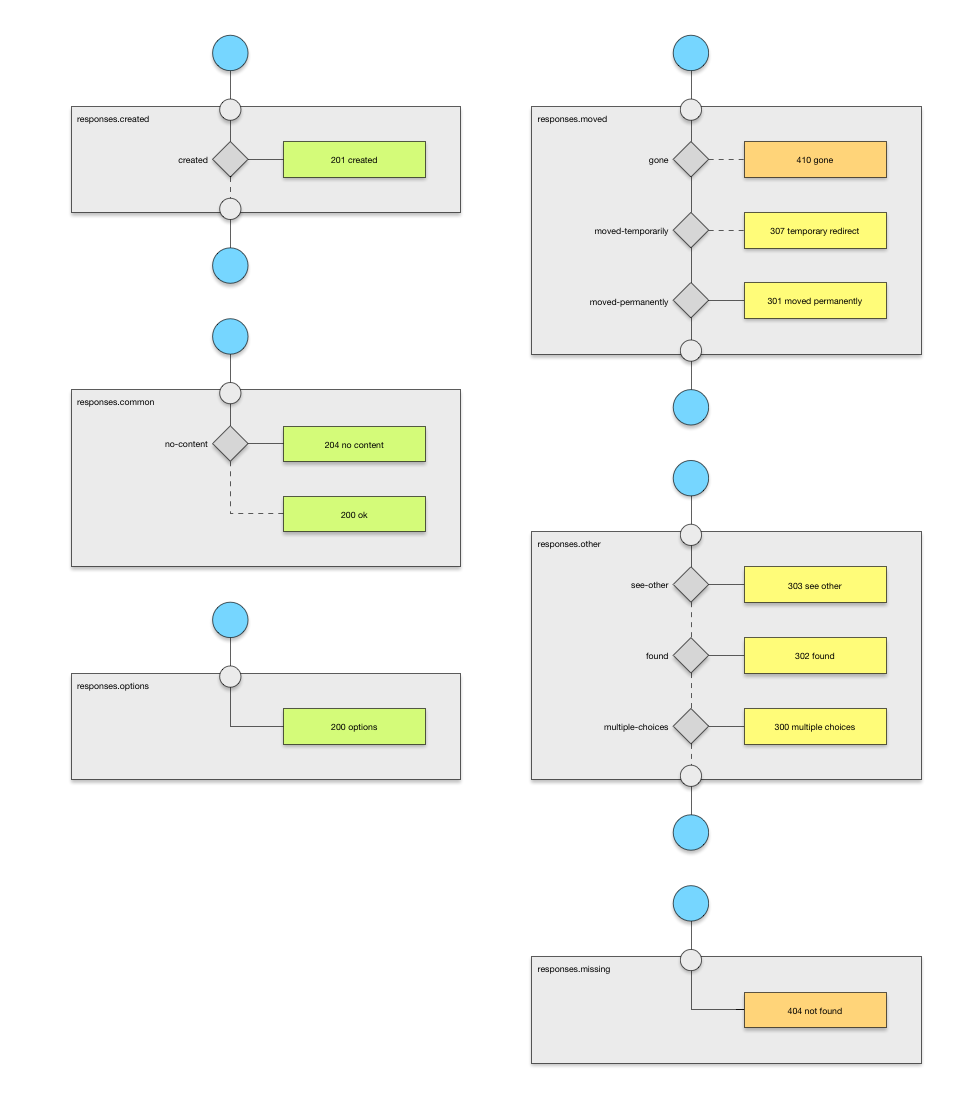 responses.created
created
201 created
responses.common
no-content
204 no content
200 ok
responses.options
200 options
responses.moved
gone
410 gone
moved-temporarily
307 temporary redirect
moved-permanently
301 moved permanently
responses.other
see-other
303 see other
found
302 found
multiple-choices
300 multiple choices
responses.missing
404 not found